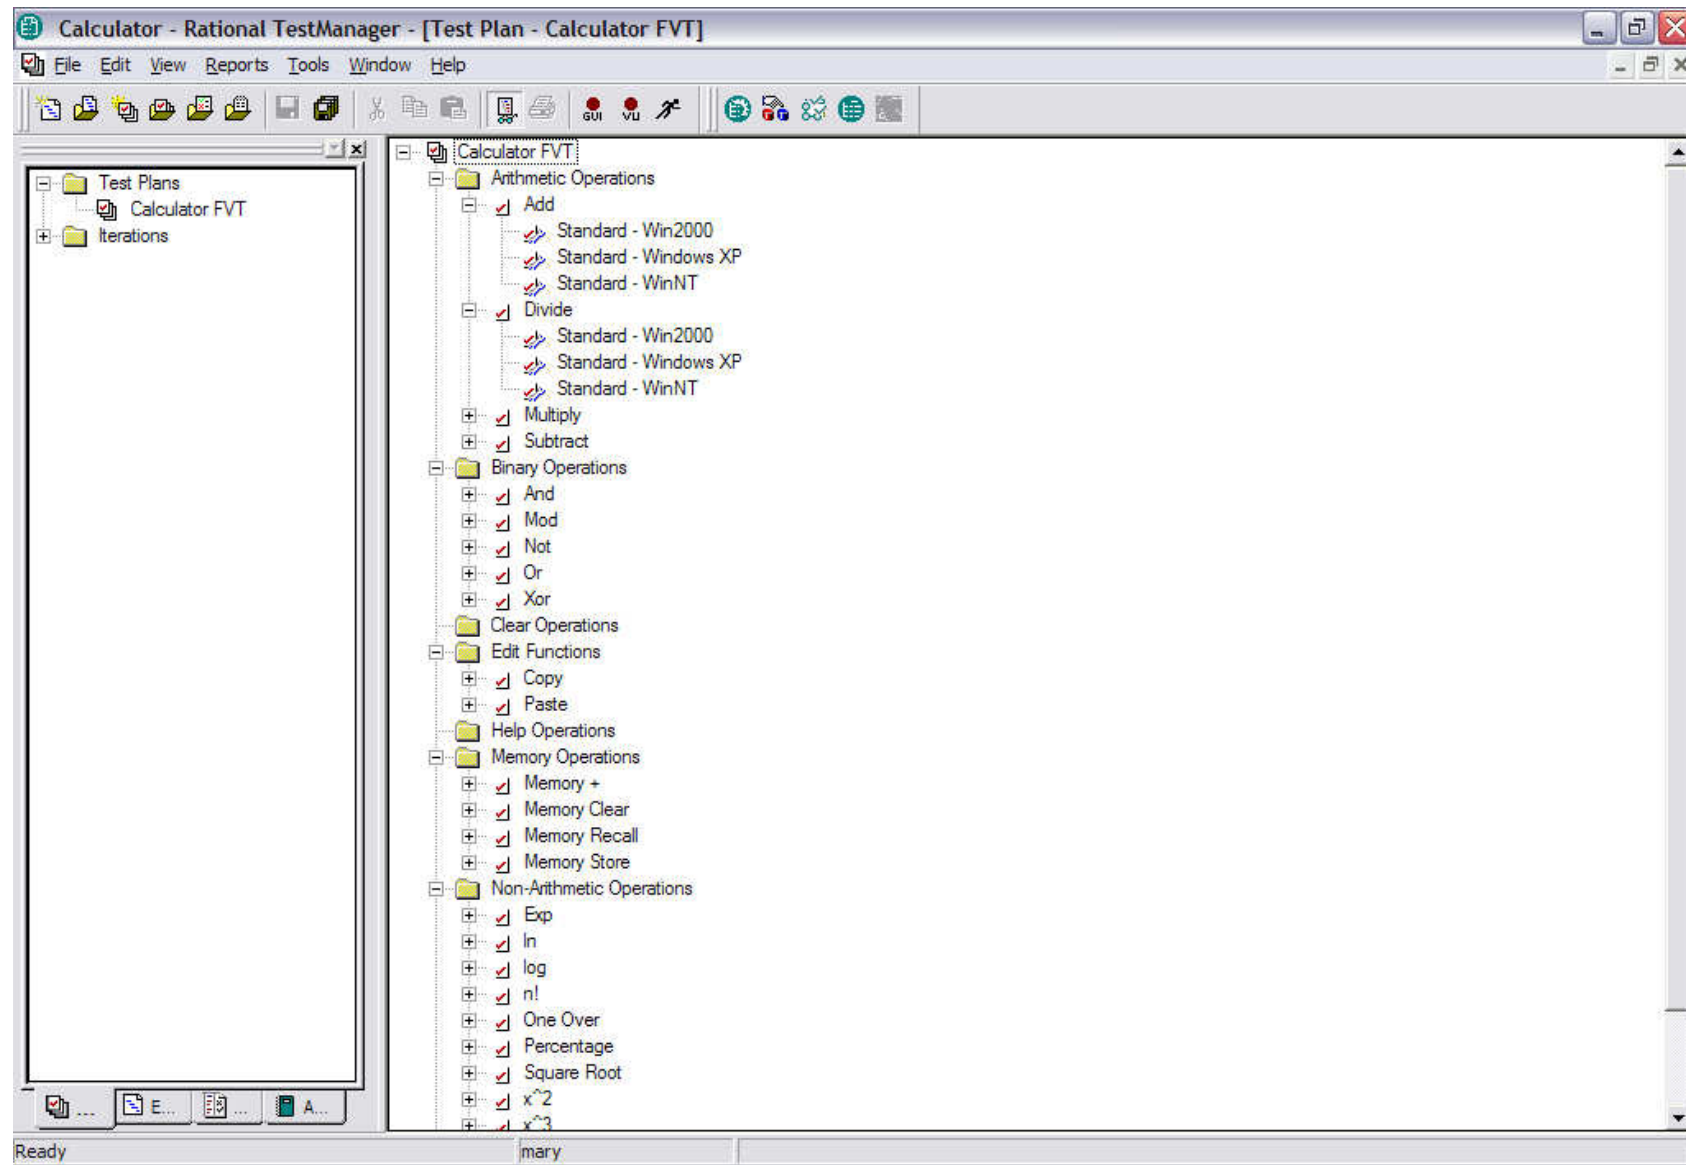 Calculator - Rational TestManager - [Test Plan - Calculator FVT]
File Edit View Reports Tools Window Help
GUI VU
Test Plans
Calculator FVT
Iterations
... E... ... A...
Calculator FVT
Arithmetic Operations
Add
Standard - Win2000
Standard - Windows XP
Standard - WinNT
Divide
Standard - Win2000
Standard - Windows XP
Standard - WinNT
Multiply
Subtract
Binary Operations
And
Mod
Not
Or
Xor
Clear Operations
Edit Functions
Copy
Paste
Help Operations
Memory Operations
Memory +
Memory Clear
Memory Recall
Memory Store
Non-Arithmetic Operations
Exp
ln
log
n!
One Over
Percentage
Square Root
x^2
x^3
Ready mary